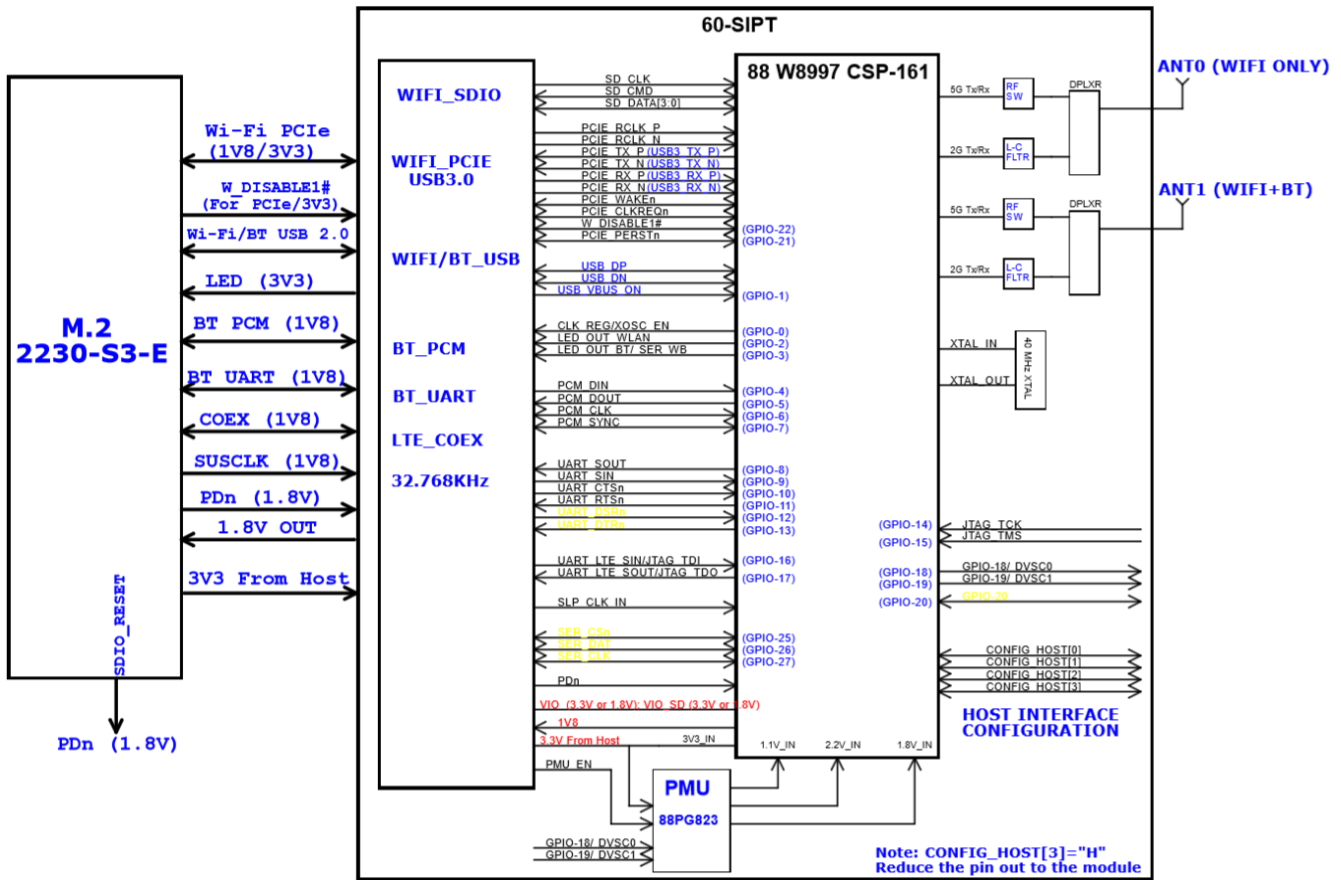 60-SIPT
M.2
2230-S3-E
Wi-Fi PCIe
(1V8/3V3)
W_DISABLE1#
(For PCIe/3V3)
Wi-Fi/BT USB 2.0
LED (3V3)
BT PCM (1V8)
BT UART (1V8)
COEX (1V8)
SUSCLK (1V8)
PDn (1.8V)
1.8V OUT
3V3 From Host
SDIO_RESET
PDn (1.8V)
WIFI_SDIO
WIFI_PCIE
USB3.0
WIFI/BT_USB
BT_PCM
BT_UART
LTE_COEX
32.768KHz
SD_CLK
SD_CMD
SD_DATA[3:0]
PCIE_RCLK_P
PCIE_RCLK_N
PCIE_TX_P (USB3_TX_P)
PCIE_TX_N (USB3_TX_N)
PCIE_RX_P (USB3_RX_P)
PCIE_RX_N (USB3_RX_N)
PCIE_WAKEn
PCIE_CLKREQn
W_DISABLE1#
PCIE_PERSTn
USB_DP
USB_DN
USB_VBUS_ON
CLK_REG/XOSC_EN
LED_OUT_WLAN
LED_OUT_BT/ SER_WB
PCM_DIN
PCM_DOUT
PCM_CLK
PCM_SYNC
UART_SOUT
UART_SIN
UART_CTSn
UART_RTSn
UART_DSRn
UART_DTRn
UART_LTE_SIN/JTAG_TDI
UART_LTE_SOUT/JTAG_TDO
SLP_CLK_IN
SER_CSn
SER_DAT
SER_CLK
PDn
VIO (3.3V or 1.8V); VIO_SD (3.3V or 1.8V)
1V8
3.3V From Host
3V3_IN
PMU_EN
GPIO-18/ DVSC0
GPIO-19/ DVSC1
88 W8997 CSP-161
(GPIO-22)
(GPIO-21)
(GPIO-1)
(GPIO-0)
(GPIO-2)
(GPIO-3)
(GPIO-4)
(GPIO-5)
(GPIO-6)
(GPIO-7)
(GPIO-8)
(GPIO-9)
(GPIO-10)
(GPIO-11)
(GPIO-12)
(GPIO-13)
(GPIO-16)
(GPIO-17)
(GPIO-25)
(GPIO-26)
(GPIO-27)
(GPIO-14)
(GPIO-15)
(GPIO-18)
(GPIO-19)
(GPIO-20)
1.1V_IN
2.2V_IN
1.8V_IN
PMU
88PG823
5G Tx/Rx
RF
SW
DPLXR
2G Tx/Rx
L-C
FLTR
ANT0 (WIFI ONLY)
5G Tx/Rx
RF
SW
DPLXR
2G Tx/Rx
L-C
FLTR
ANT1 (WIFI+BT)
XTAL_IN
XTAL_OUT
40 MHz XTAL
JTAG_TCK
JTAG_TMS
GPIO-18/ DVSC0
GPIO-19/ DVSC1
GPIO-20
CONFIG_HOST[0]
CONFIG_HOST[1]
CONFIG_HOST[2]
CONFIG_HOST[3]
HOST INTERFACE
CONFIGURATION
Note: CONFIG_HOST[3]="H"
Reduce the pin out to the module